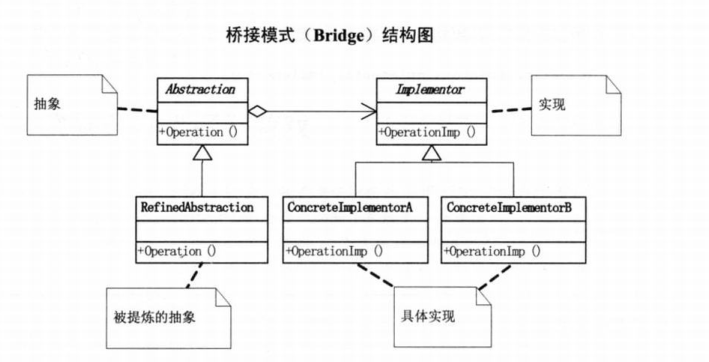 桥接模式（Bridge）结构图
抽象
Abstraction
+Operation ()
Implementor
+OperationImp ()
实现
RefinedAbstraction
+Operation ()
ConcreteImplementorA
+OperationImp ()
ConcreteImplementorB
+OperationImp ()
被提炼的抽象
具体实现